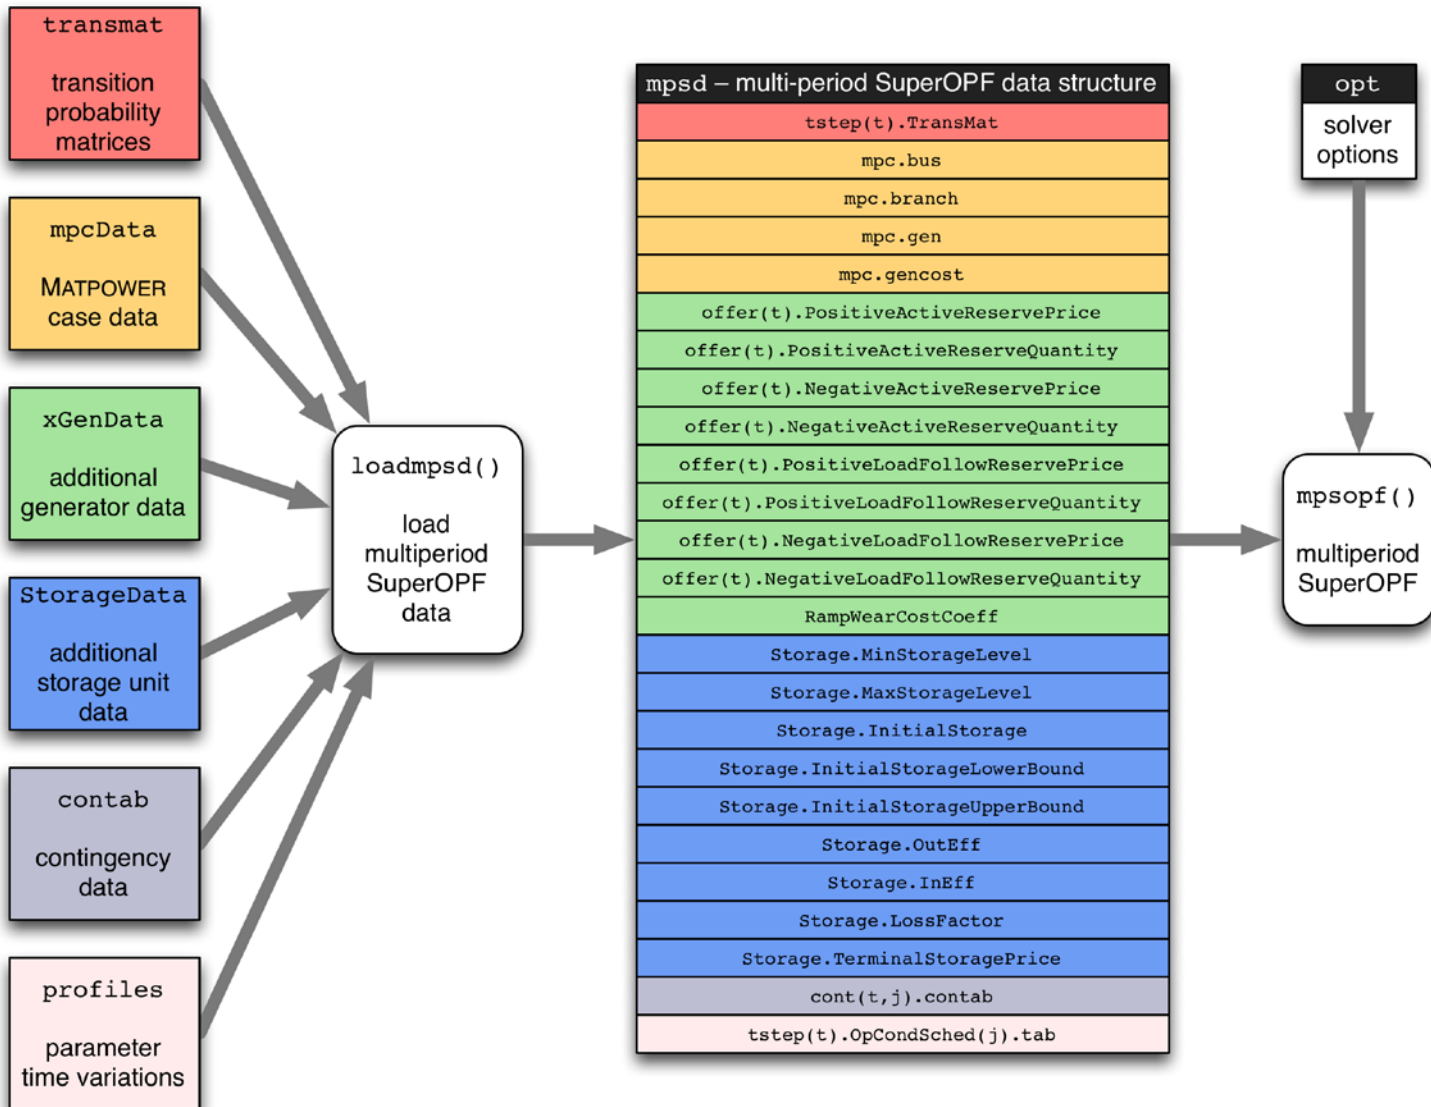 transmat
transition
probability
matrices
mpcData
MATPOWER
case data
xGenData
additional
generator data
StorageData
additional
storage unit
data
contab
contingency
data
profiles
parameter
time variations
loadmpsd()
load
multiperiod
SuperOPF
data
mpsd – multi-period SuperOPF data structure
tstep(t).TransMat
mpc.bus
mpc.branch
mpc.gen
mpc.gencost
offer(t).PositiveActiveReservePrice
offer(t).PositiveActiveReserveQuantity
offer(t).NegativeActiveReservePrice
offer(t).NegativeActiveReserveQuantity
offer(t).PositiveLoadFollowReservePrice
offer(t).PositiveLoadFollowReserveQuantity
offer(t).NegativeLoadFollowReservePrice
offer(t).NegativeLoadFollowReserveQuantity
RampWearCostCoeff
Storage.MinStorageLevel
Storage.MaxStorageLevel
Storage.InitialStorage
Storage.InitialStorageLowerBound
Storage.InitialStorageUpperBound
Storage.OutEff
Storage.InEff
Storage.LossFactor
Storage.TerminalStoragePrice
cont(t,j).contab
tstep(t).OpCondSched(j).tab
opt
solver
options
mpsopf()
multiperiod
SuperOPF